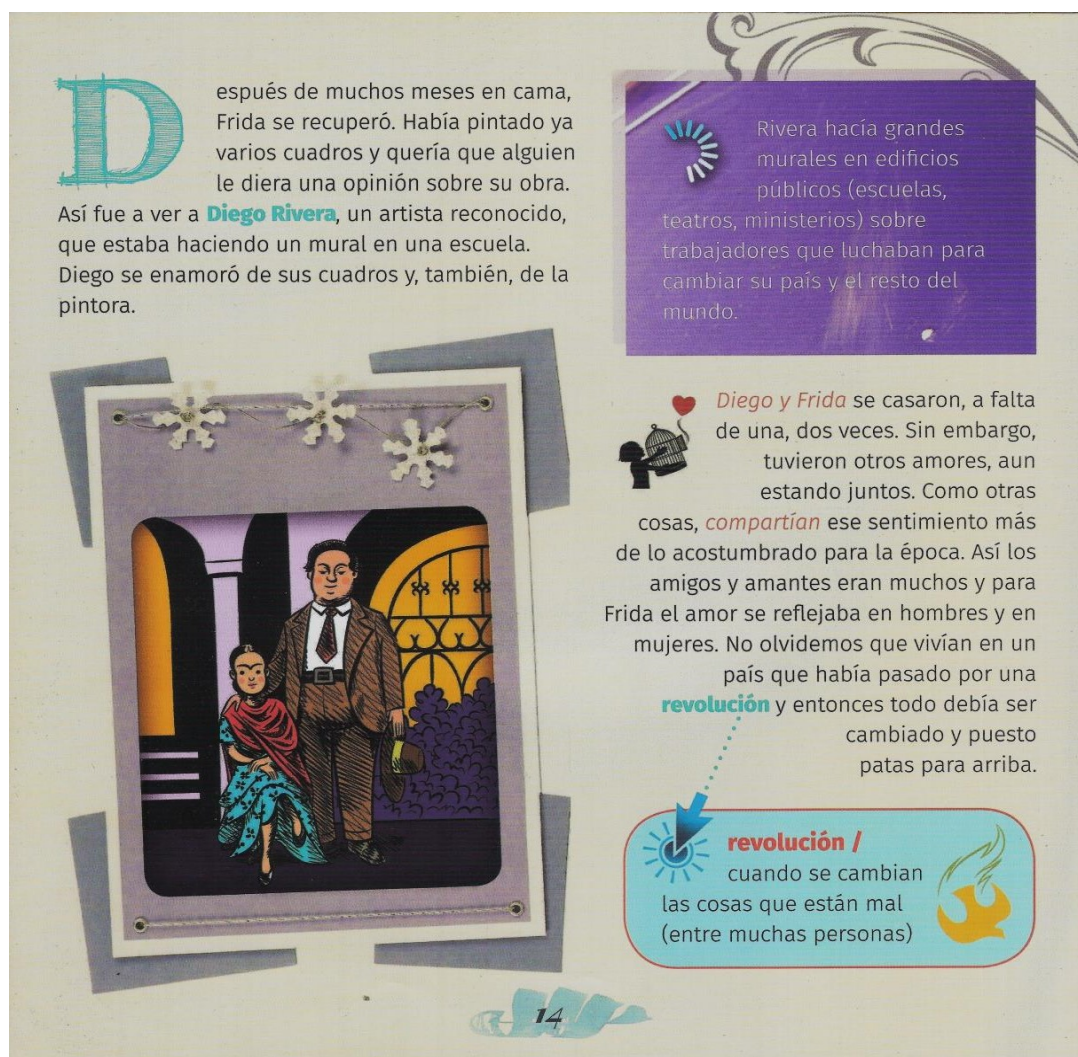 Después de muchos meses en cama,
Frida se recuperó. Había pintado ya
varios cuadros y quería que alguien
le diera una opinión sobre su obra.
Así fue a ver a Diego Rivera, un artista reconocido,
que estaba haciendo un mural en una escuela.
Diego se enamoró de sus cuadros y, también, de la
pintora.
Rivera hacía grandes
murales en edificios
públicos (escuelas,
teatros, ministerios) sobre
trabajadores que luchaban para
cambiar su país y el resto del
mundo.
Diego y Frida se casaron, a falta
de una, dos veces. Sin embargo,
tuvieron otros amores, aun
estando juntos. Como otras
cosas, compartían ese sentimiento más
de lo acostumbrado para la época. Así los
amigos y amantes eran muchos y para
Frida el amor se reflejaba en hombres y en
mujeres. No olvidemos que vivían en un
país que había pasado por una
revolución y entonces todo debía ser
cambiado y puesto
patas para arriba.
revolución /
cuando se cambian
las cosas que están mal
(entre muchas personas)
14